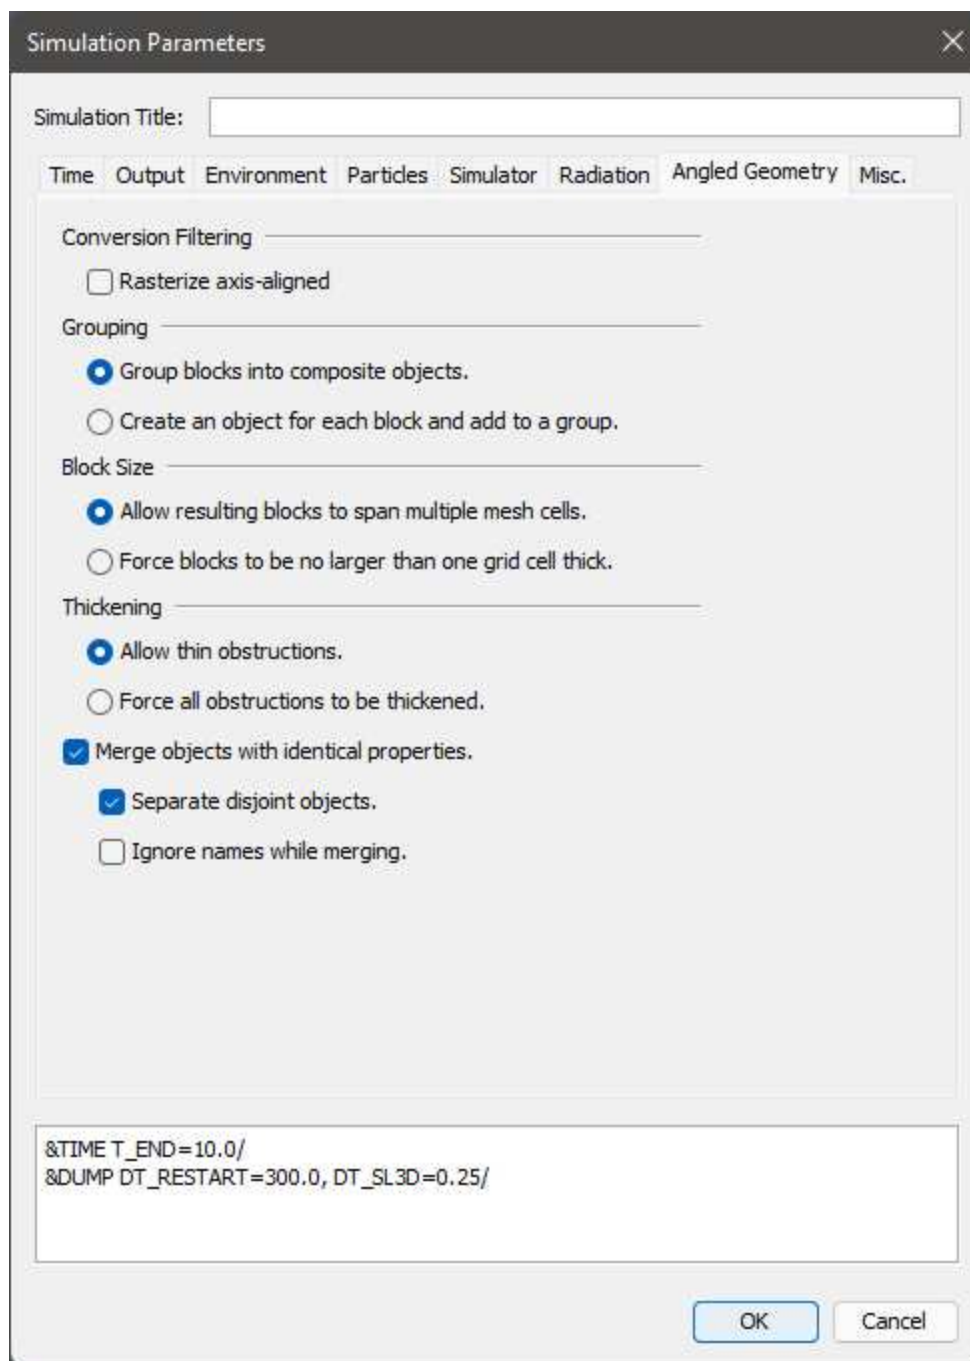 Simulation Parameters
Simulation Title:
Time Output Environment Particles Simulator Radiation Angled Geometry Misc.
Conversion Filtering
Rasterize axis-aligned
Grouping
Group blocks into composite objects.
Create an object for each block and add to a group.
Block Size
Allow resulting blocks to span multiple mesh cells.
Force blocks to be no larger than one grid cell thick.
Thickening
Allow thin obstructions.
Force all obstructions to be thickened.
Merge objects with identical properties.
Separate disjoint objects.
Ignore names while merging.
&TIME T_END=10.0/
&DUMP DT_RESTART=300.0, DT_SL3D=0.25/
OK Cancel